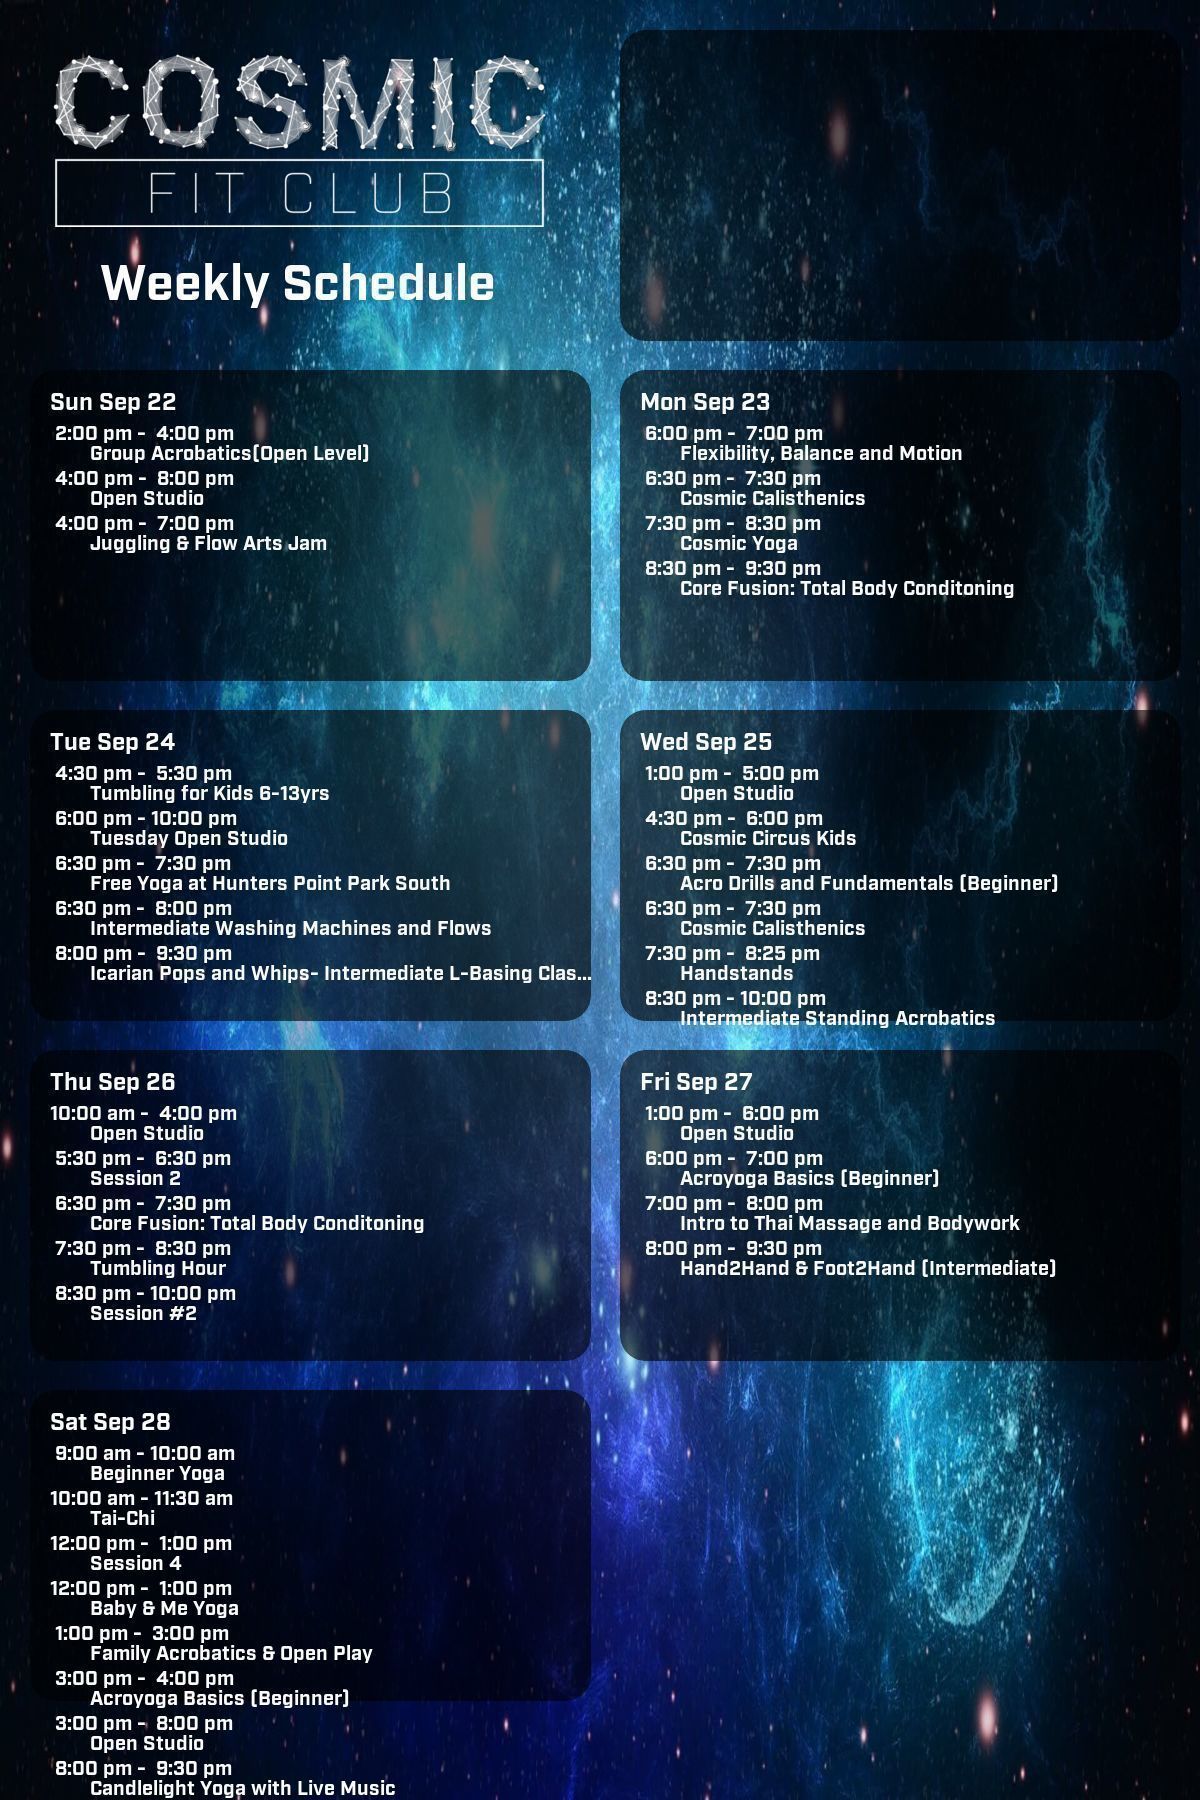 COSMIC
FIT CLUB
Weekly Schedule
Sun Sep 22
2:00 pm - 4:00 pm
Group Acrobatics(Open Level)
4:00 pm - 8:00 pm
Open Studio
4:00 pm - 7:00 pm
Juggling & Flow Arts Jam
Mon Sep 23
6:00 pm - 7:00 pm
Flexibility, Balance and Motion
6:30 pm - 7:30 pm
Cosmic Calisthenics
7:30 pm - 8:30 pm
Cosmic Yoga
8:30 pm - 9:30 pm
Core Fusion: Total Body Conditoning
Tue Sep 24
4:30 pm - 5:30 pm
Tumbling for Kids 6-13yrs
6:00 pm - 10:00 pm
Tuesday Open Studio
6:30 pm - 7:30 pm
Free Yoga at Hunters Point Park South
6:30 pm - 8:00 pm
Intermediate Washing Machines and Flows
8:00 pm - 9:30 pm
Icarian Pops and Whips- Intermediate L-Basing Clas...
Wed Sep 25
1:00 pm - 5:00 pm
Open Studio
4:30 pm - 6:00 pm
Cosmic Circus Kids
6:30 pm - 7:30 pm
Acro Drills and Fundamentals (Beginner)
6:30 pm - 7:30 pm
Cosmic Calisthenics
7:30 pm - 8:25 pm
Handstands
8:30 pm - 10:00 pm
Intermediate Standing Acrobatics
Thu Sep 26
10:00 am - 4:00 pm
Open Studio
5:30 pm - 6:30 pm
Session 2
6:30 pm - 7:30 pm
Core Fusion: Total Body Conditoning
7:30 pm - 8:30 pm
Tumbling Hour
8:30 pm - 10:00 pm
Session #2
Fri Sep 27
1:00 pm - 6:00 pm
Open Studio
6:00 pm - 7:00 pm
Acroyoga Basics (Beginner)
7:00 pm - 8:00 pm
Intro to Thai Massage and Bodywork
8:00 pm - 9:30 pm
Hand2Hand & Foot2Hand (Intermediate)
Sat Sep 28
9:00 am - 10:00 am
Beginner Yoga
10:00 am - 11:30 am
Tai-Chi
12:00 pm - 1:00 pm
Session 4
12:00 pm - 1:00 pm
Baby & Me Yoga
1:00 pm - 3:00 pm
Family Acrobatics & Open Play
3:00 pm - 4:00 pm
Acroyoga Basics (Beginner)
3:00 pm - 8:00 pm
Open Studio
8:00 pm - 9:30 pm
Candlelight Yoga with Live Music